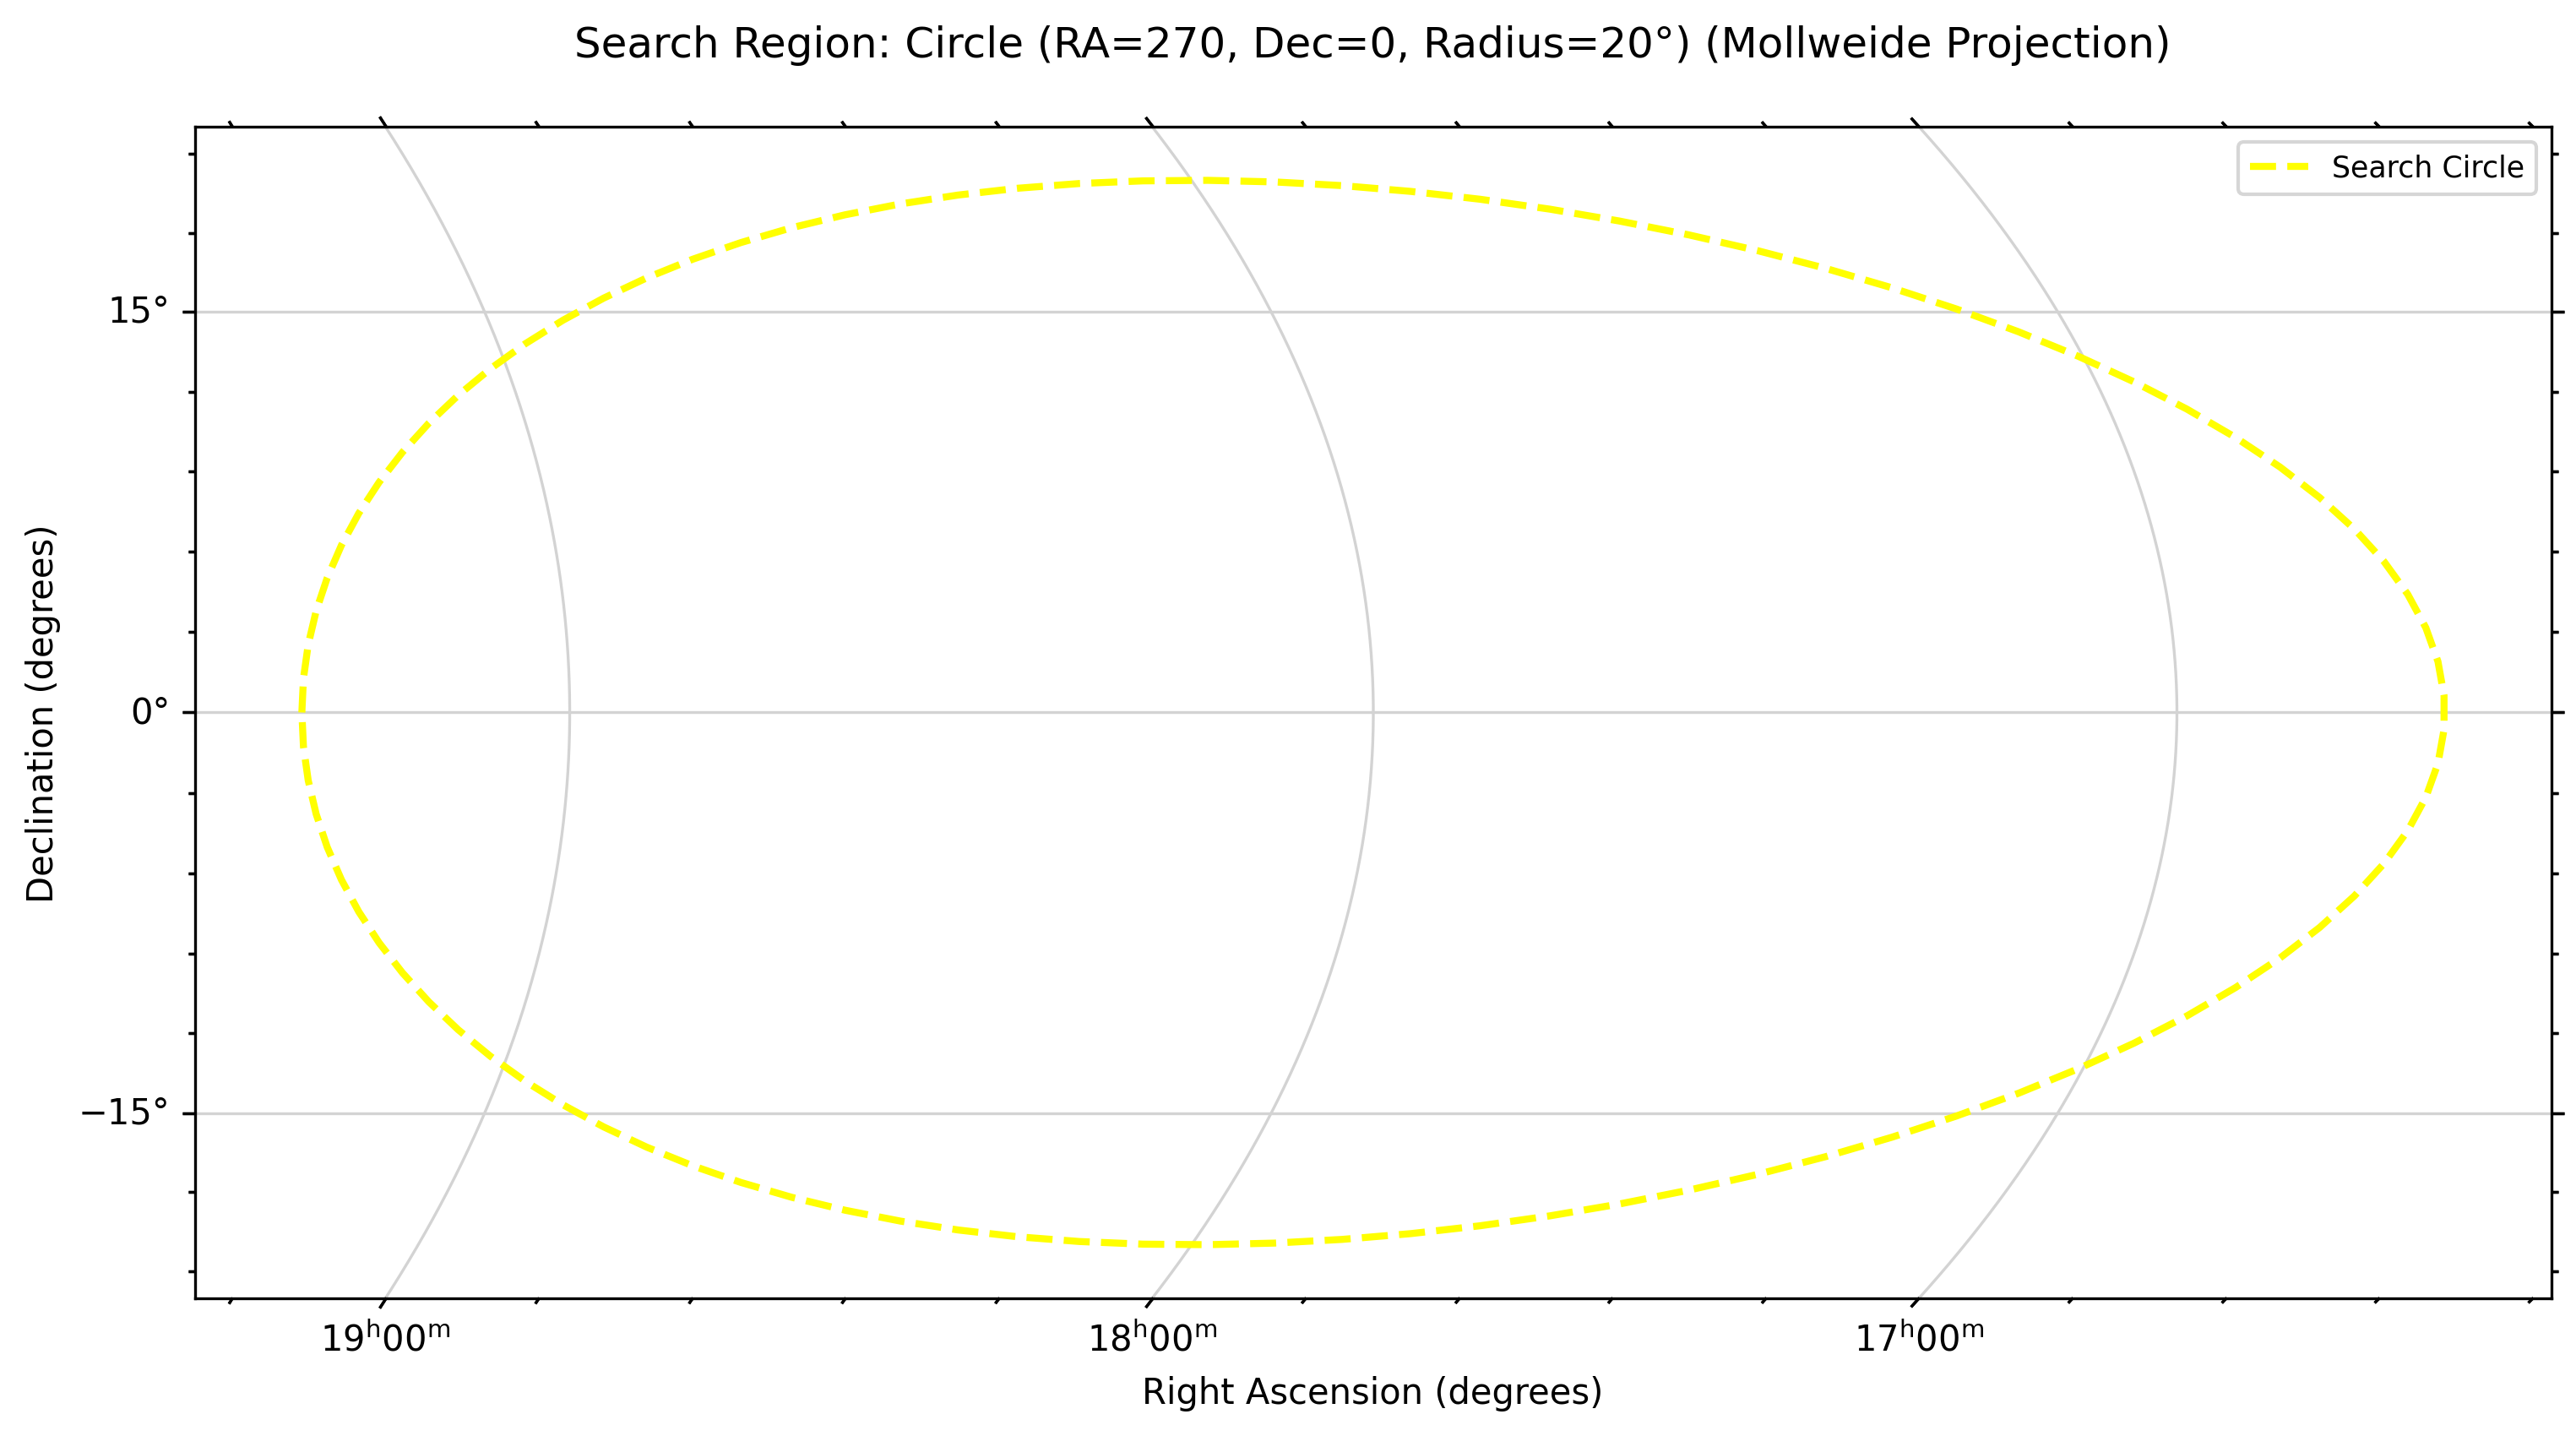 Search Region: Circle (RA=270, Dec=0, Radius=20°) (Mollweide Projection)
Search Circle
15°
0°
−15°
Declination (degrees)
19ʰ00ᵐ 18ʰ00ᵐ 17ʰ00ᵐ
Right Ascension (degrees)